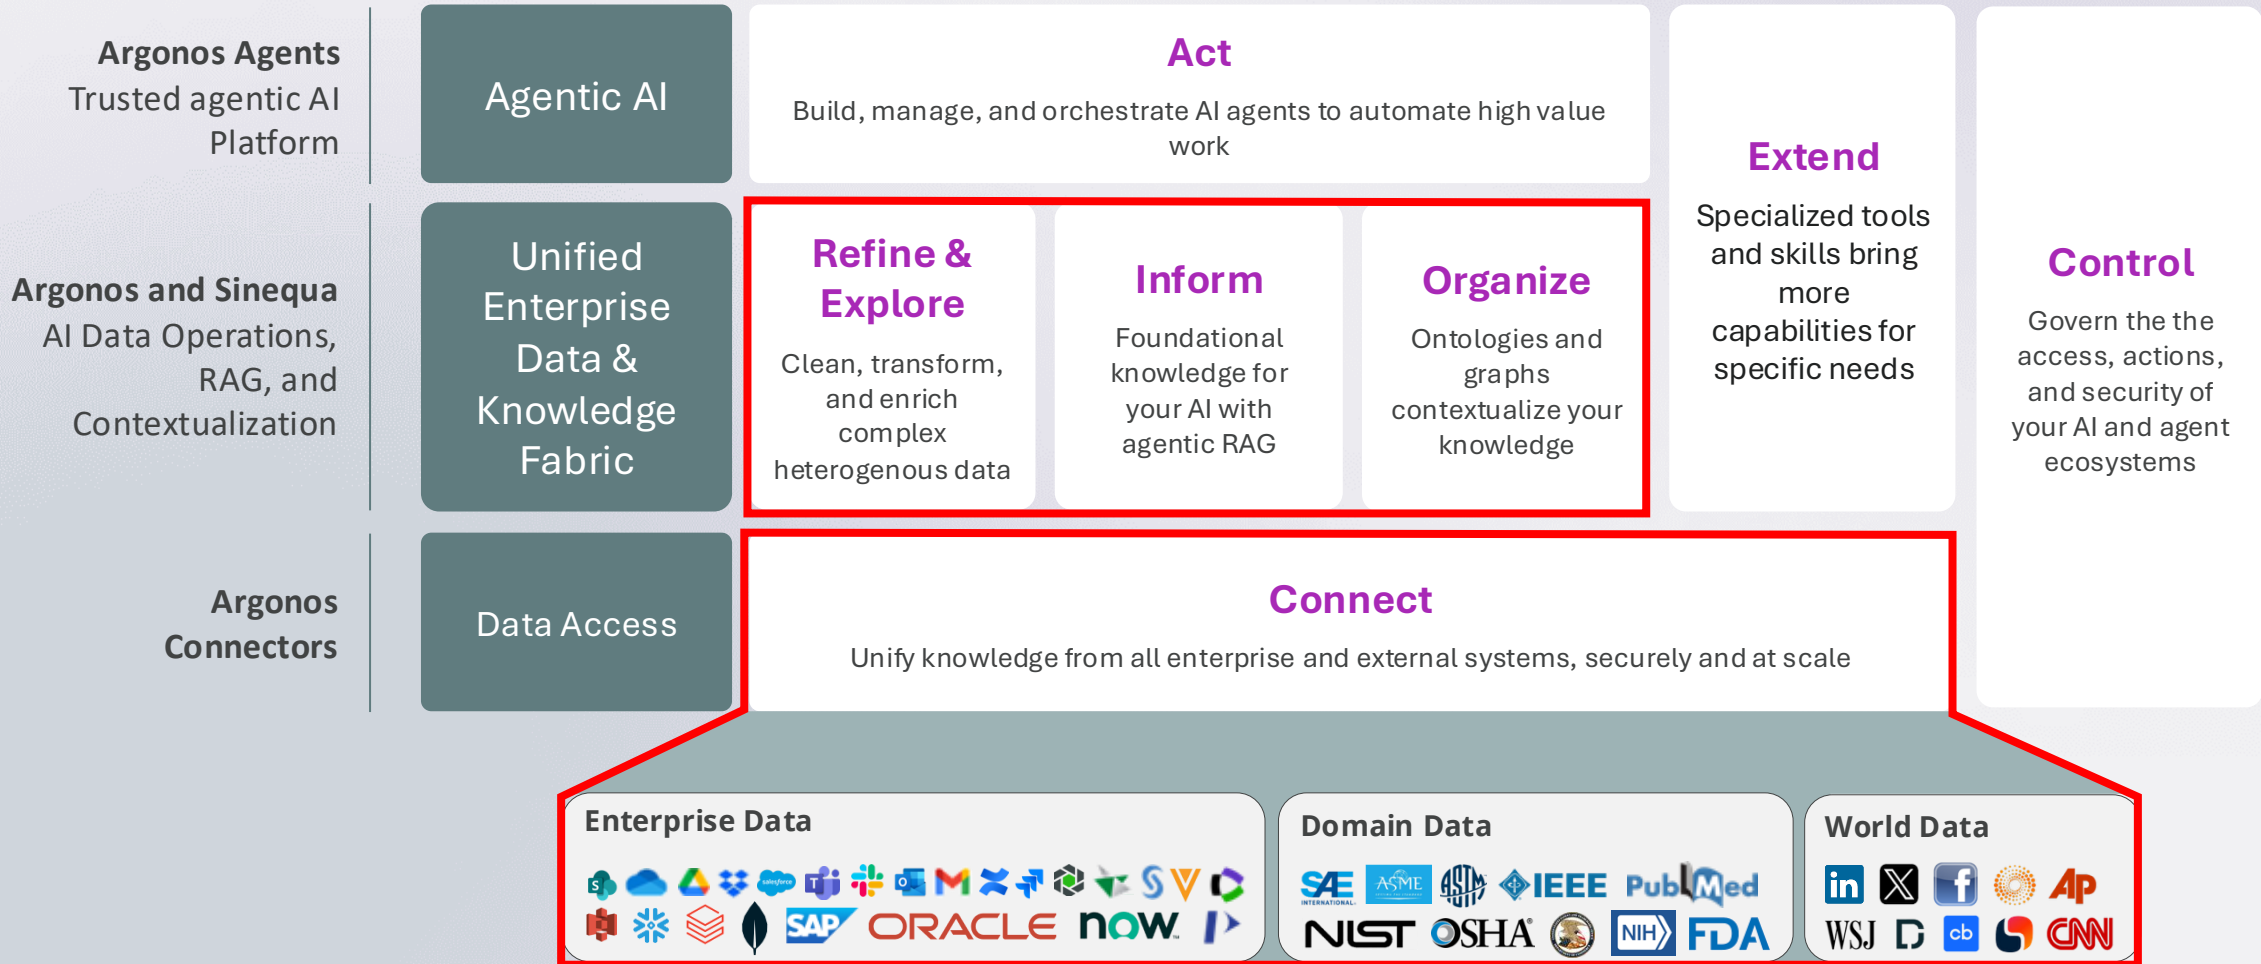 Argonos Agents
Trusted agentic AI
Platform
Agentic AI
Act
Build, manage, and orchestrate AI agents to automate high value
work
Argonos and Sinequa
AI Data Operations,
RAG, and
Contextualization
Unified
Enterprise
Data &
Knowledge
Fabric
Refine &
Explore
Clean, transform,
and enrich
complex
heterogenous data
Inform
Foundational
knowledge for
your AI with
agentic RAG
Organize
Ontologies and
graphs
contextualize your
knowledge
Extend
Specialized tools
and skills bring
more
capabilities for
specific needs
Control
Govern the the
access, actions,
and security of
your AI and agent
ecosystems
Argonos
Connectors
Data Access
Connect
Unify knowledge from all enterprise and external systems, securely and at scale
Enterprise Data
salesforce
SAP ORACLE now
Domain Data
SAE INTERNATIONAL ASME ASTM IEEE PubMed
NIST OSHA NIH FDA
World Data
in X f AP
WSJ cb CNN